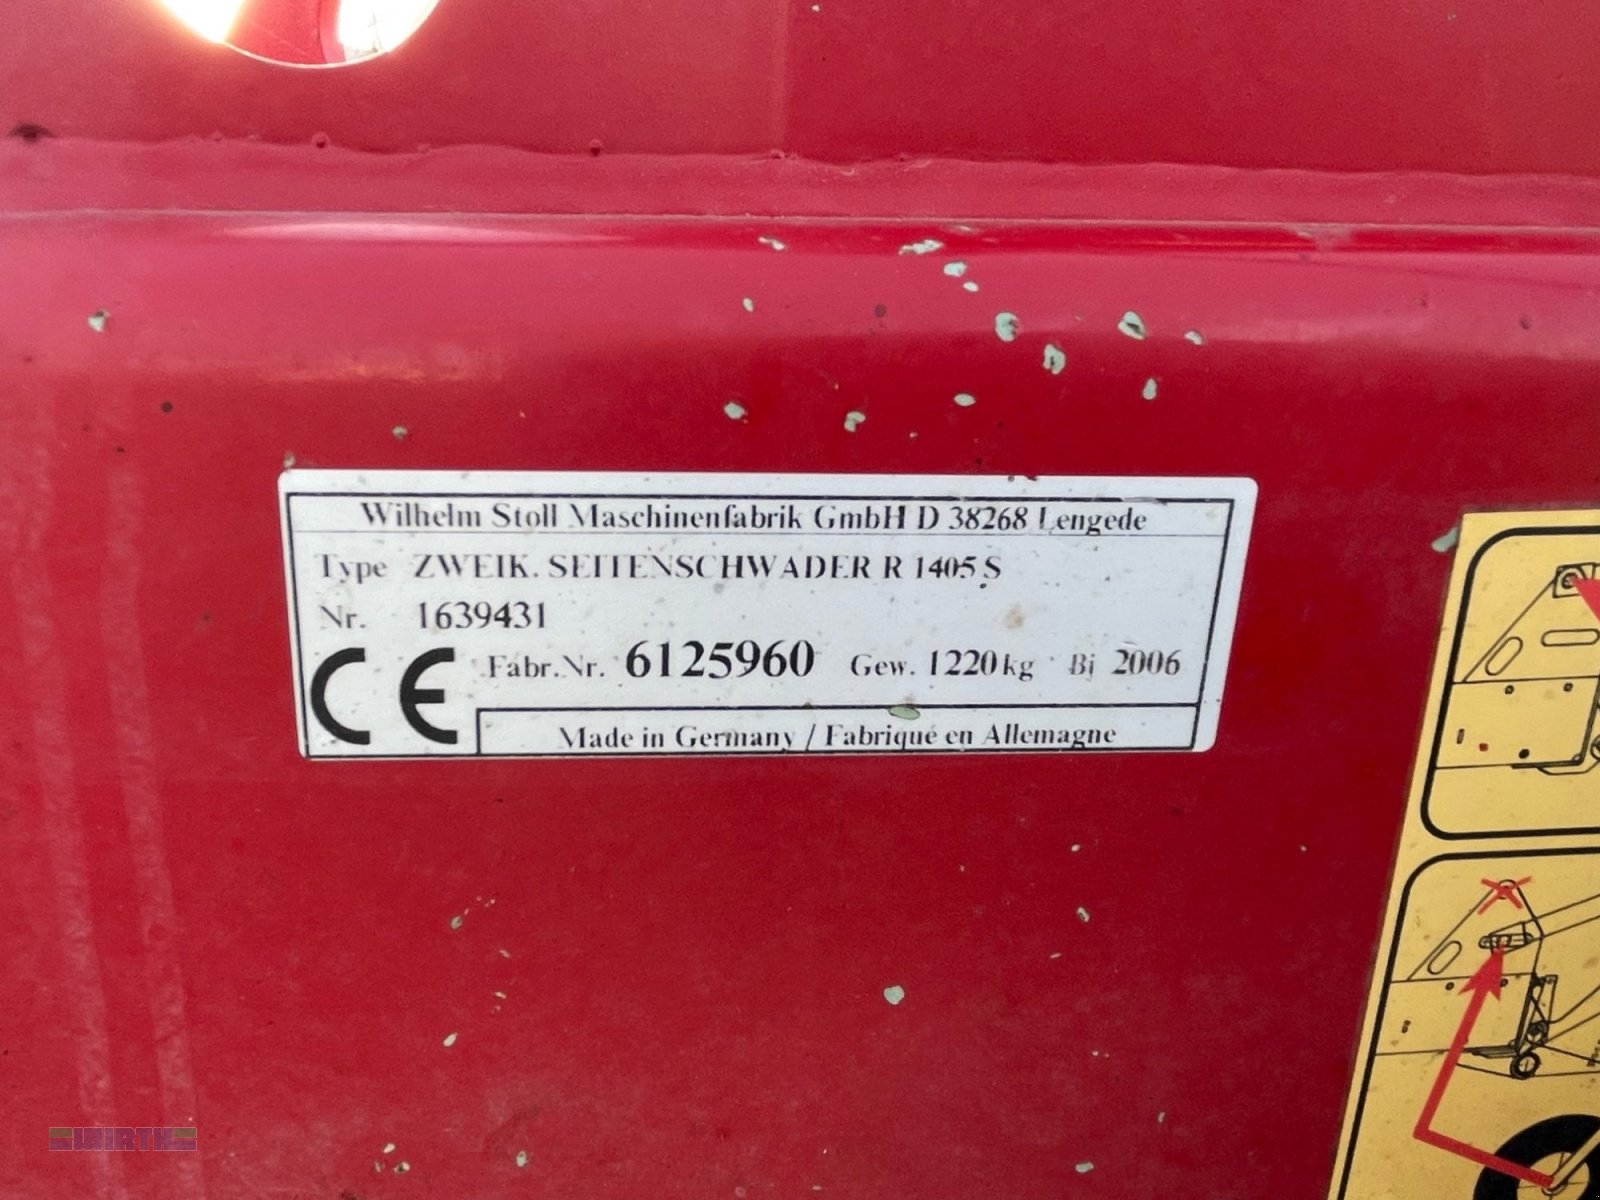 Wilhelm Stoll Maschinenfabrik GmbH D 38268 Lengede
Type ZWEIK. SEITENSCHWADER R 1405 S
Nr. 1639431
CE Fabr.Nr. 6125960 Gew. 1220 kg Bj 2006
Made in Germany / Fabriqué en Allemagne
WIRTH